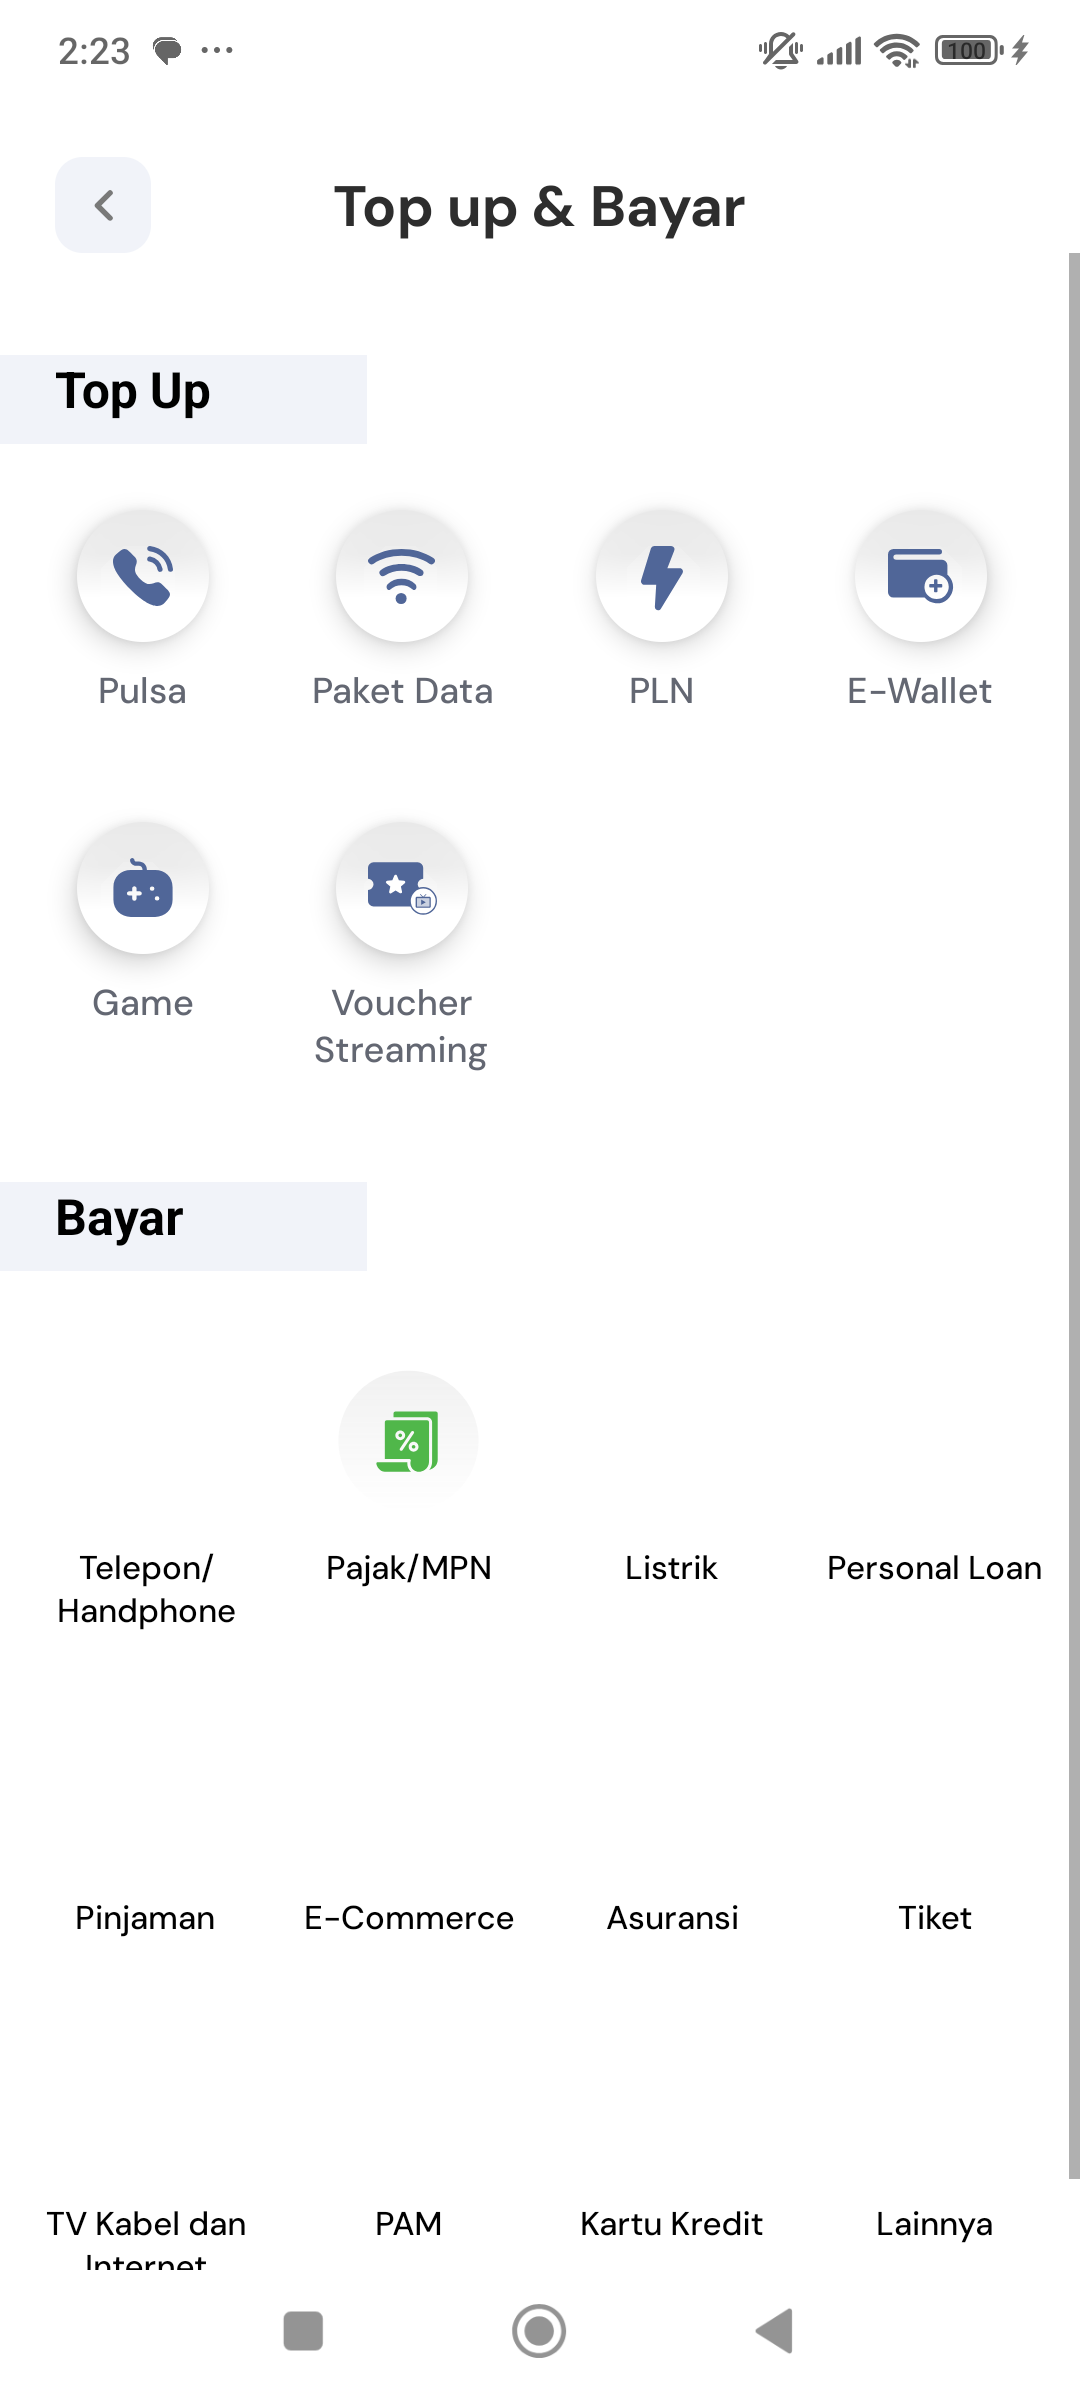 2:23
100
Top up & Bayar
Top Up
Pulsa
Paket Data
PLN
E-Wallet
Game
Voucher
Streaming
Bayar
Telepon/
Handphone
Pajak/MPN
Listrik
Personal Loan
Pinjaman
E-Commerce
Asuransi
Tiket
TV Kabel dan
Internet
PAM
Kartu Kredit
Lainnya